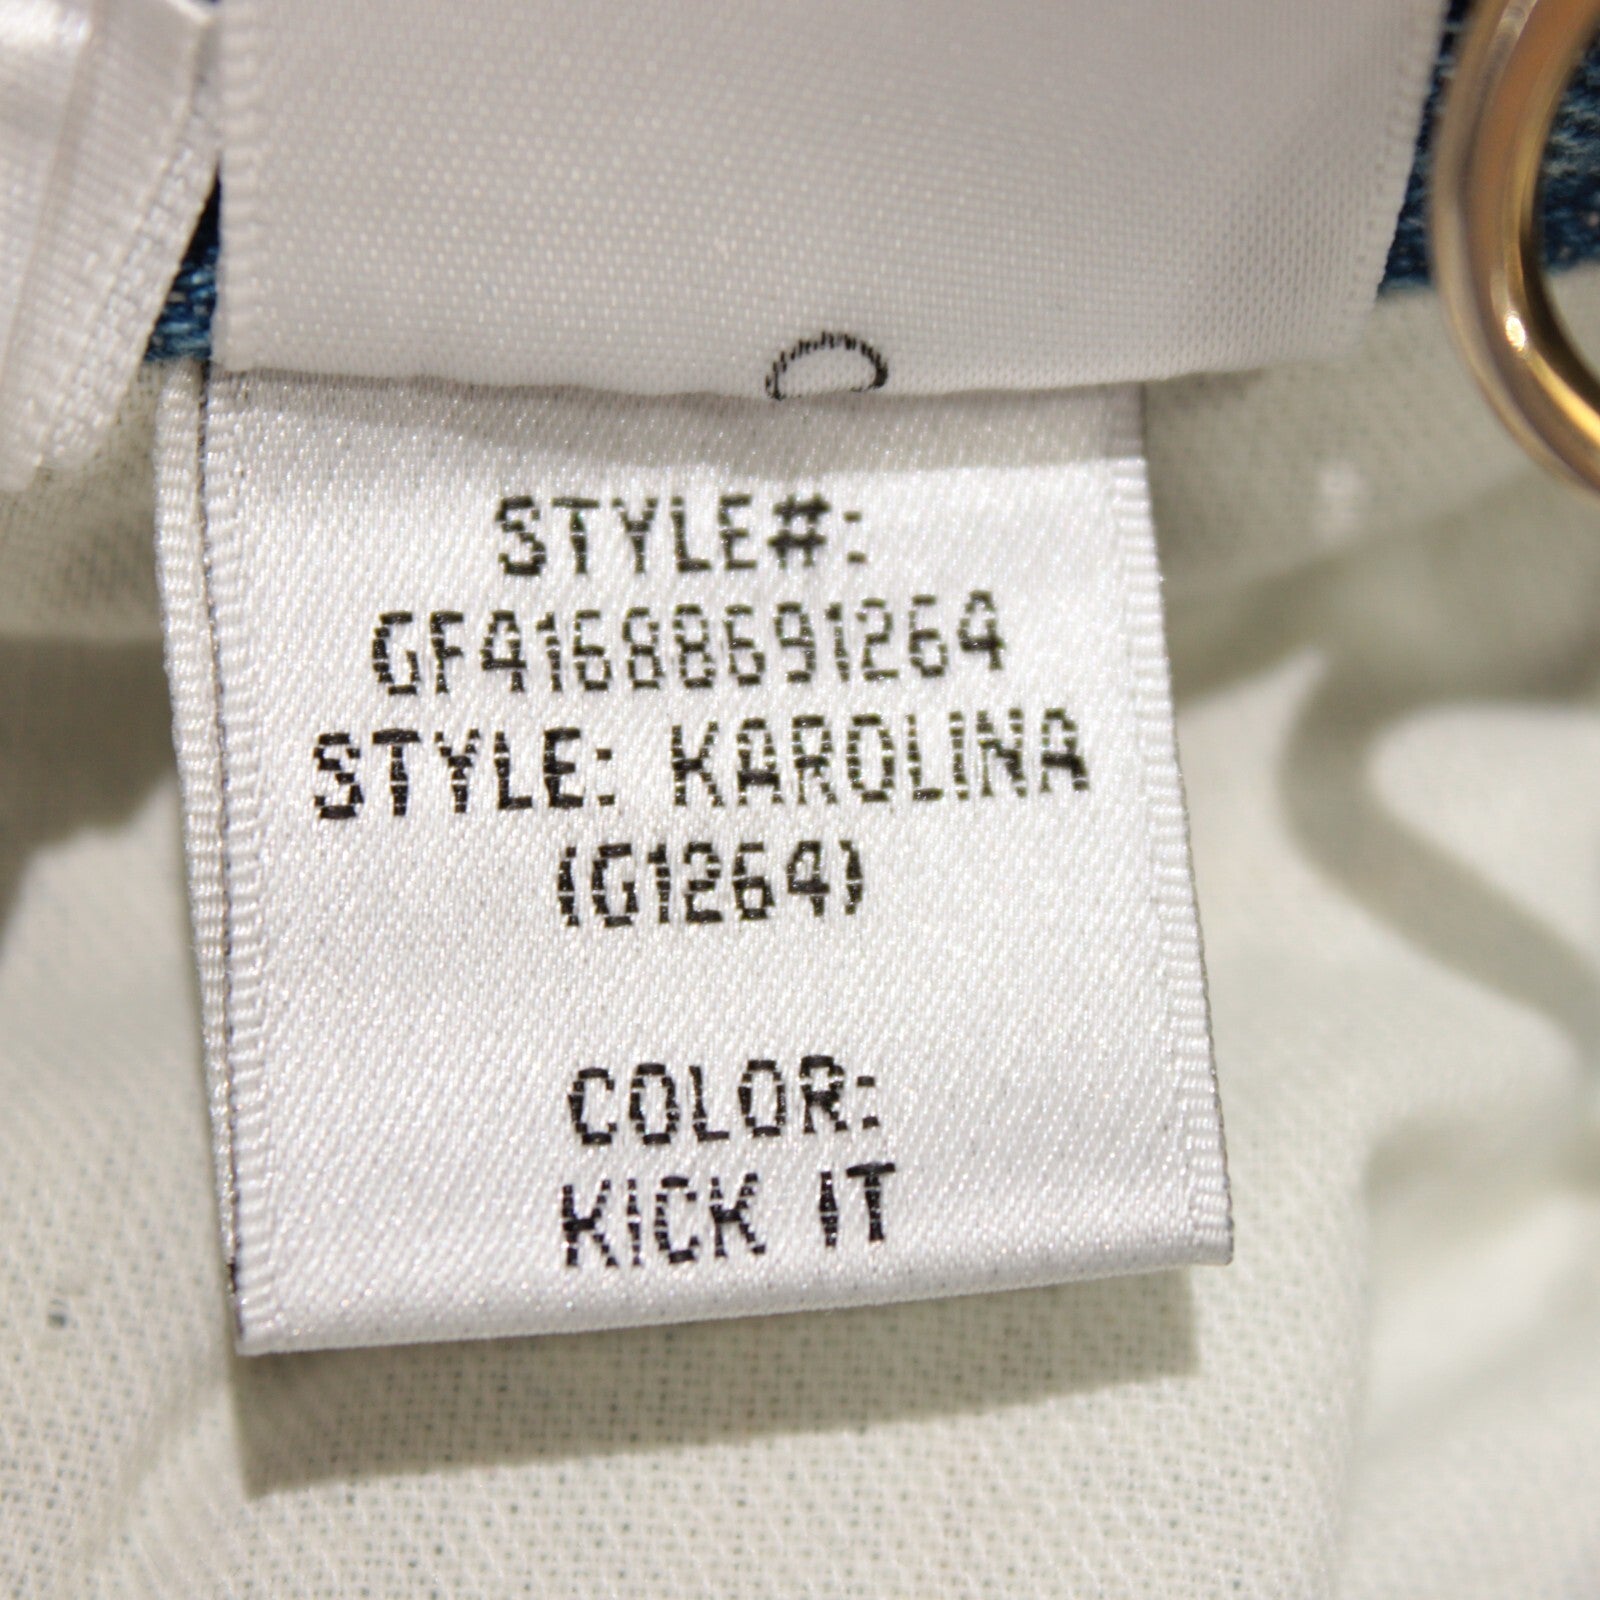 STYLE#:
GF41688691264
STYLE: KAROLINA
(G1264)
COLOR:
KICK IT